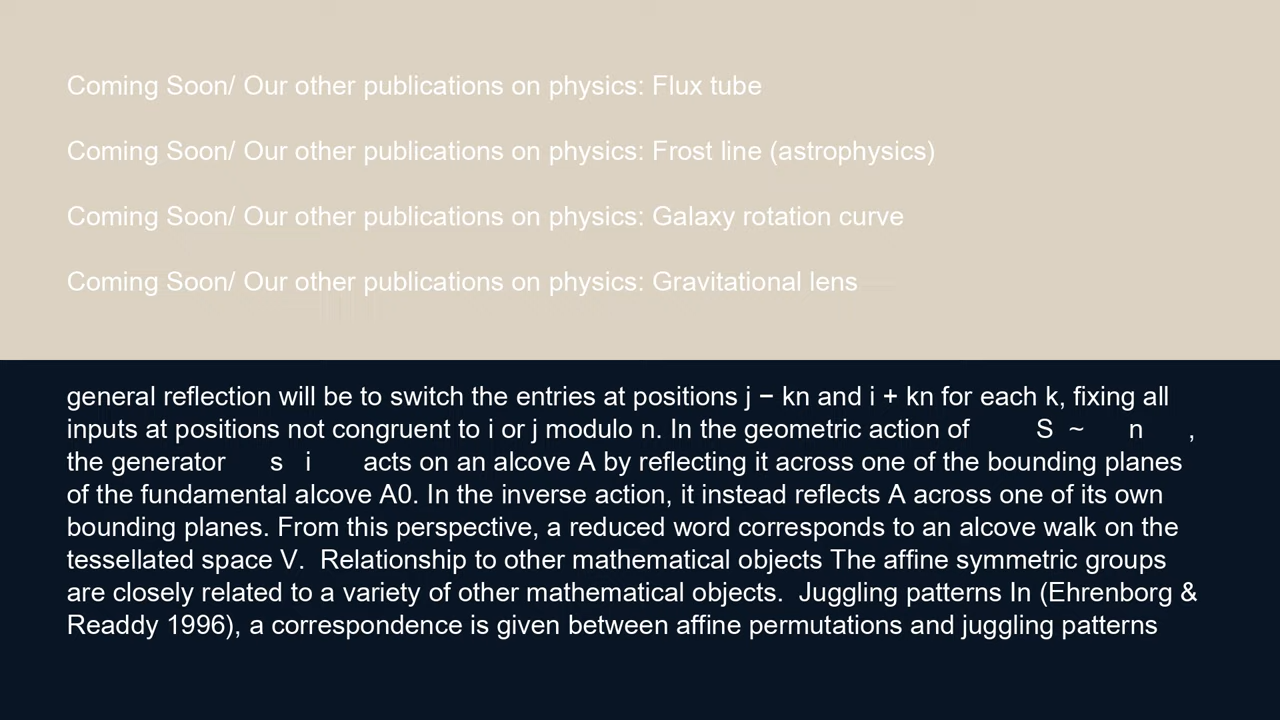 Coming Soon/ Our other publications on physics: Flux tube
Coming Soon/ Our other publications on physics: Frost line (astrophysics)
Coming Soon/ Our other publications on physics: Galaxy rotation curve
Coming Soon/ Our other publications on physics: Gravitational lens
general reflection will be to switch the entries at positions j − kn and i + kn for each k, fixing all
inputs at positions not congruent to i or j modulo n. In the geometric action of S ~ n ,
the generator s i acts on an alcove A by reflecting it across one of the bounding planes
of the fundamental alcove A0. In the inverse action, it instead reflects A across one of its own
bounding planes. From this perspective, a reduced word corresponds to an alcove walk on the
tessellated space V. Relationship to other mathematical objects The affine symmetric groups
are closely related to a variety of other mathematical objects. Juggling patterns In (Ehrenborg &
Readdy 1996), a correspondence is given between affine permutations and juggling patterns